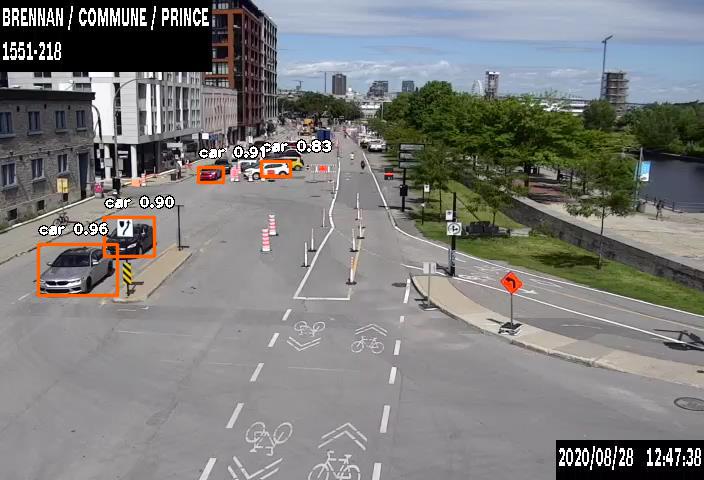 BRENNAN / COMMUNE / PRINCE
1551-218
car 0.91
car 0.83
car 0.90
car 0.96
2020/08/28 12:47:38